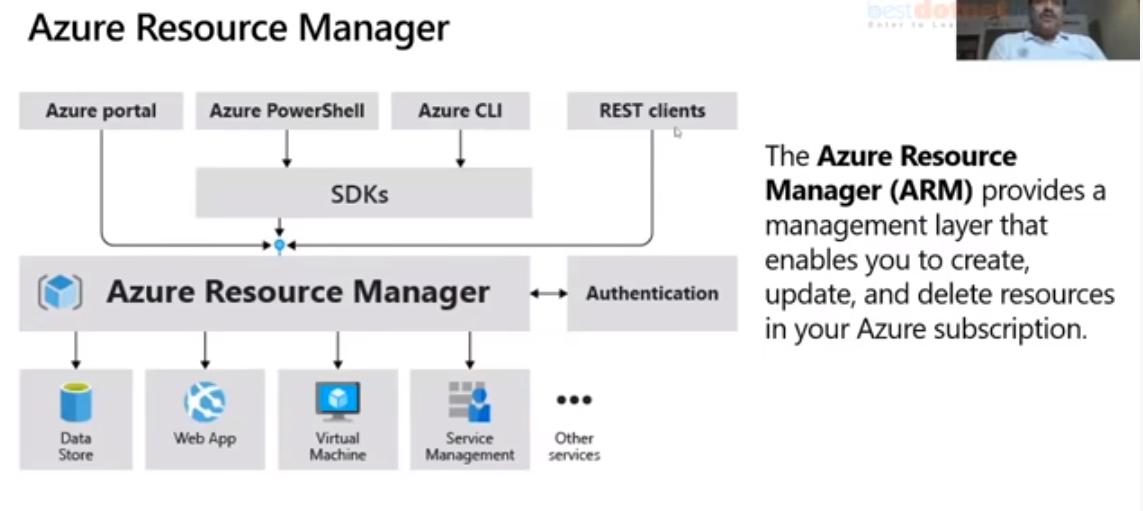 Azure Resource Manager
bestdotnet
Azure portal
Azure PowerShell
Azure CLI
REST clients
SDKs
Azure Resource Manager
Authentication
Data
Store
Web App
Virtual
Machine
Service
Management
Other
services
The Azure Resource
Manager (ARM) provides a
management layer that
enables you to create,
update, and delete resources
in your Azure subscription.